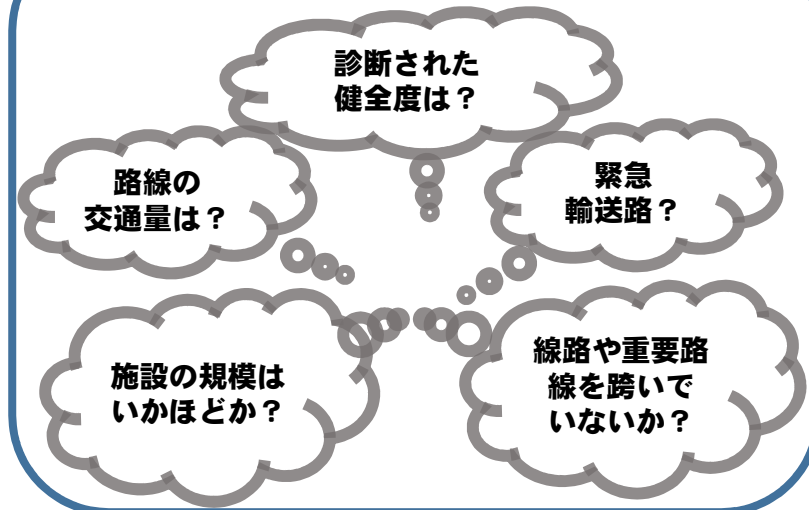 診断された
健全度は？
路線の
交通量は？
緊急
輸送路？
施設の規模は
いかほどか？
線路や重要路
線を跨いで
いないか？